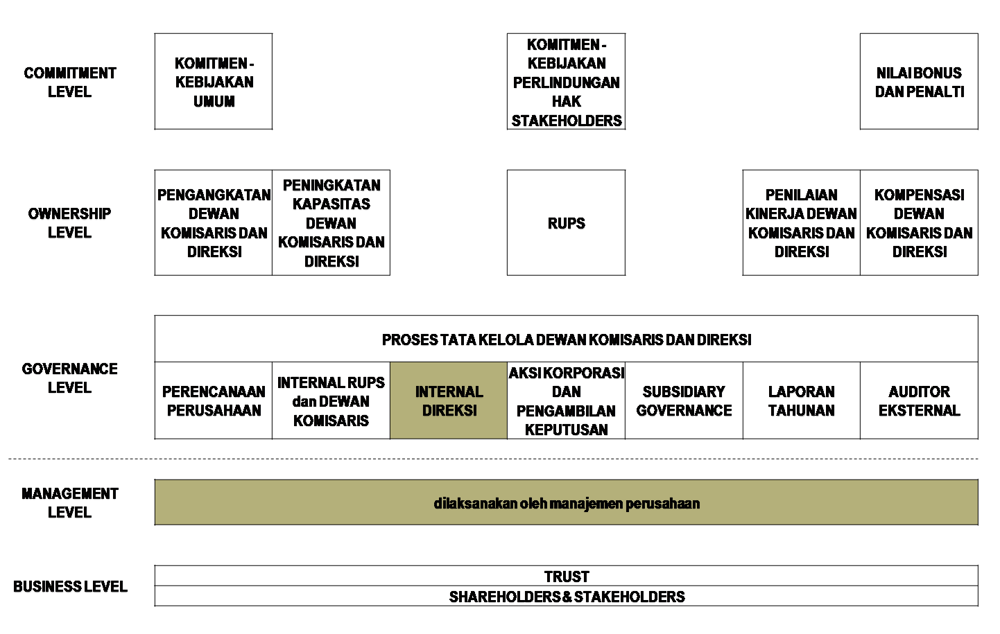 COMMITMENT
LEVEL
KOMITMEN -
KEBIJAKAN
UMUM
KOMITMEN -
KEBIJAKAN
PERLINDUNGAN
HAK
STAKEHOLDERS
NILAI BONUS
DAN PENALTI
OWNERSHIP
LEVEL
PENGANGKATAN
DEWAN
KOMISARIS DAN
DIREKSI
PENINGKATAN
KAPASITAS
DEWAN
KOMISARIS DAN
DIREKSI
RUPS
PENILAIAN
KINERJA DEWAN
KOMISARIS DAN
DIREKSI
KOMPENSASI
DEWAN
KOMISARIS DAN
DIREKSI
GOVERNANCE
LEVEL
PROSES TATA KELOLA DEWAN KOMISARIS DAN DIREKSI
PERENCANAAN
PERUSAHAAN
INTERNAL RUPS
dan DEWAN
KOMISARIS
INTERNAL
DIREKSI
AKSI KORPORASI
DAN
PENGAMBILAN
KEPUTUSAN
SUBSIDIARY
GOVERNANCE
LAPORAN
TAHUNAN
AUDITOR
EKSTERNAL
MANAGEMENT
LEVEL
dilaksanakan oleh manajemen perusahaan
BUSINESS LEVEL
TRUST
SHAREHOLDERS & STAKEHOLDERS